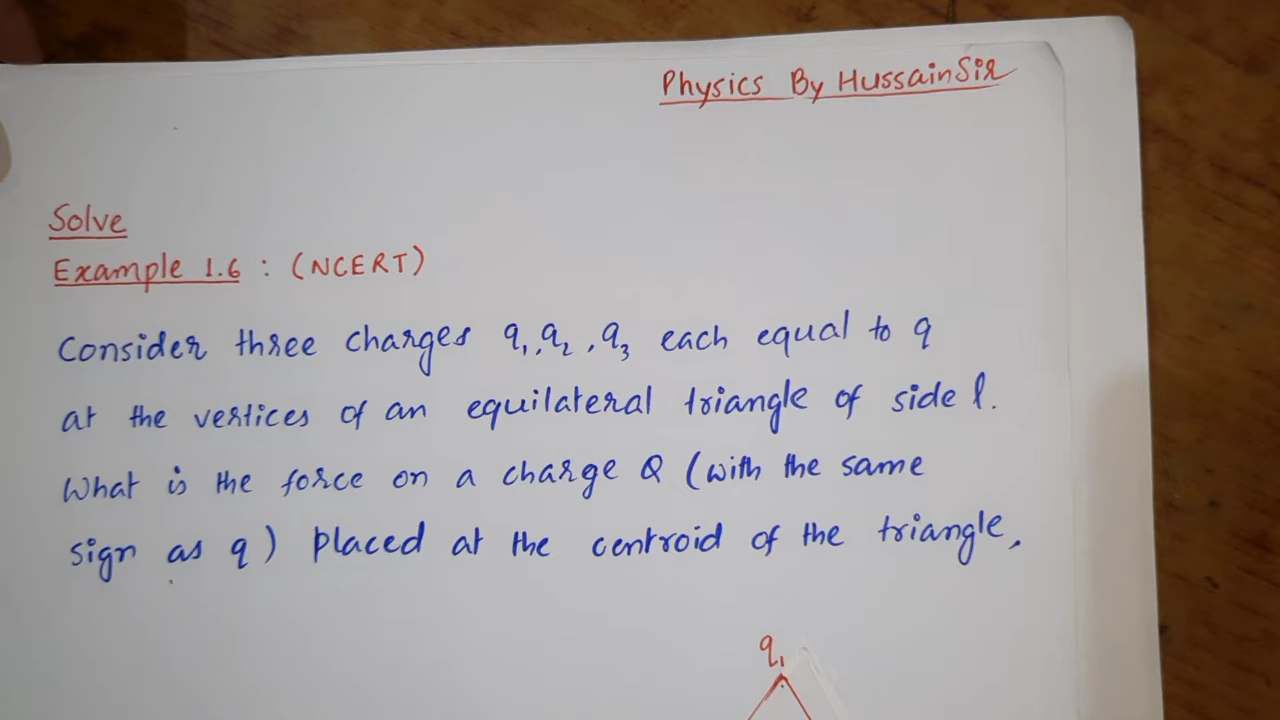 Physics By HussainSir
Solve
Example 1.6 : (NCERT)
Consider three charges q₁,q₂,q₃ each equal to q
at the vertices of an equilateral triangle of side l.
What is the force on a charge Q (with the same
sign as q) placed at the centroid of the triangle,
q₁